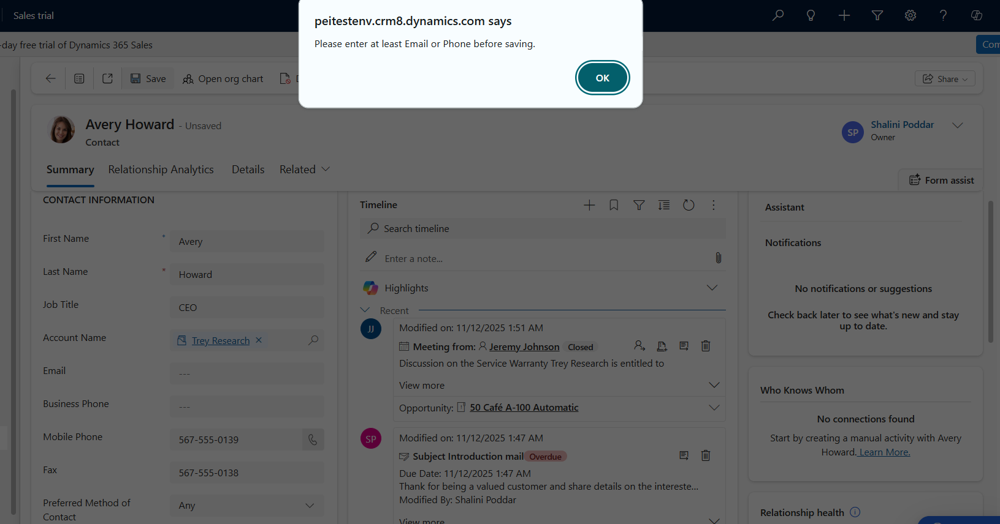 Sales trial
peitestenv.crm8.dynamics.com says
Please enter at least Email or Phone before saving.
OK
-day free trial of Dynamics 365 Sales
Com
Save
Open org chart
Share
Avery Howard - Unsaved
Contact
SP
Shalini Poddar
Owner
Summary
Relationship Analytics
Details
Related
Form assist
CONTACT INFORMATION
First Name
+
Avery
Last Name
*
Howard
Job Title
CEO
Account Name
Trey Research
Email
---
Business Phone
---
Mobile Phone
567-555-0139
Fax
567-555-0138
Preferred Method of
Contact
Any
Timeline
Search timeline
Enter a note...
Highlights
Recent
JJ
Modified on: 11/12/2025 1:51 AM
Meeting from: Jeremy Johnson Closed
Discussion on the Service Warranty Trey Research is entitled to
View more
Opportunity: 50 Café A-100 Automatic
SP
Modified on: 11/12/2025 1:47 AM
Subject Introduction mail Overdue
Due Date: 11/12/2025 1:47 AM
Thank for being a valued customer and share details on the intereste...
Modified By: Shalini Poddar
View more
Assistant
Notifications
No notifications or suggestions
Check back later to see what's new and stay
up to date.
Who Knows Whom
No connections found
Start by creating a manual activity with Avery
Howard. Learn More.
Relationship health